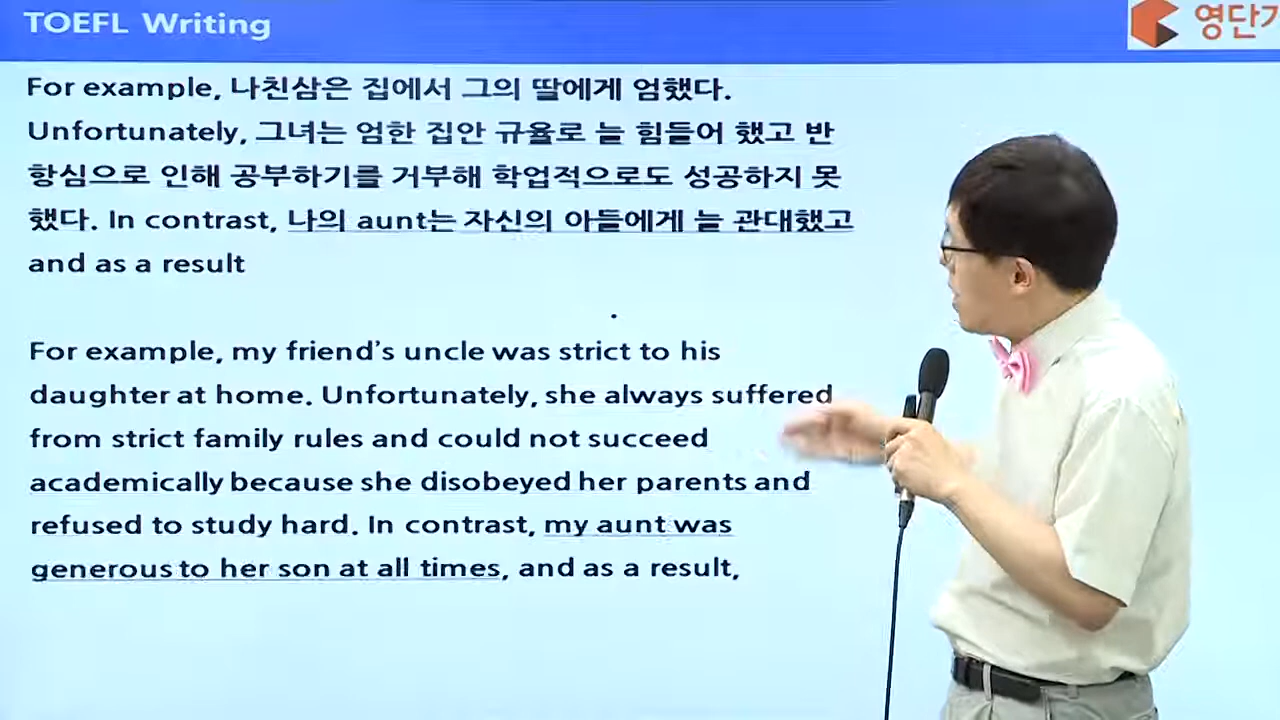 TOEFL Writing
영단기
For example, 나친삼은 집에서 그의 딸에게 엄했다.
Unfortunately, 그녀는 엄한 집안 규율로 늘 힘들어 했고 반
항심으로 인해 공부하기를 거부해 학업적으로도 성공하지 못
했다. In contrast, 나의 aunt는 자신의 아들에게 늘 관대했고
and as a result
For example, my friend's uncle was strict to his
daughter at home. Unfortunately, she always suffered
from strict family rules and could not succeed
academically because she disobeyed her parents and
refused to study hard. In contrast, my aunt was
generous to her son at all times, and as a result,